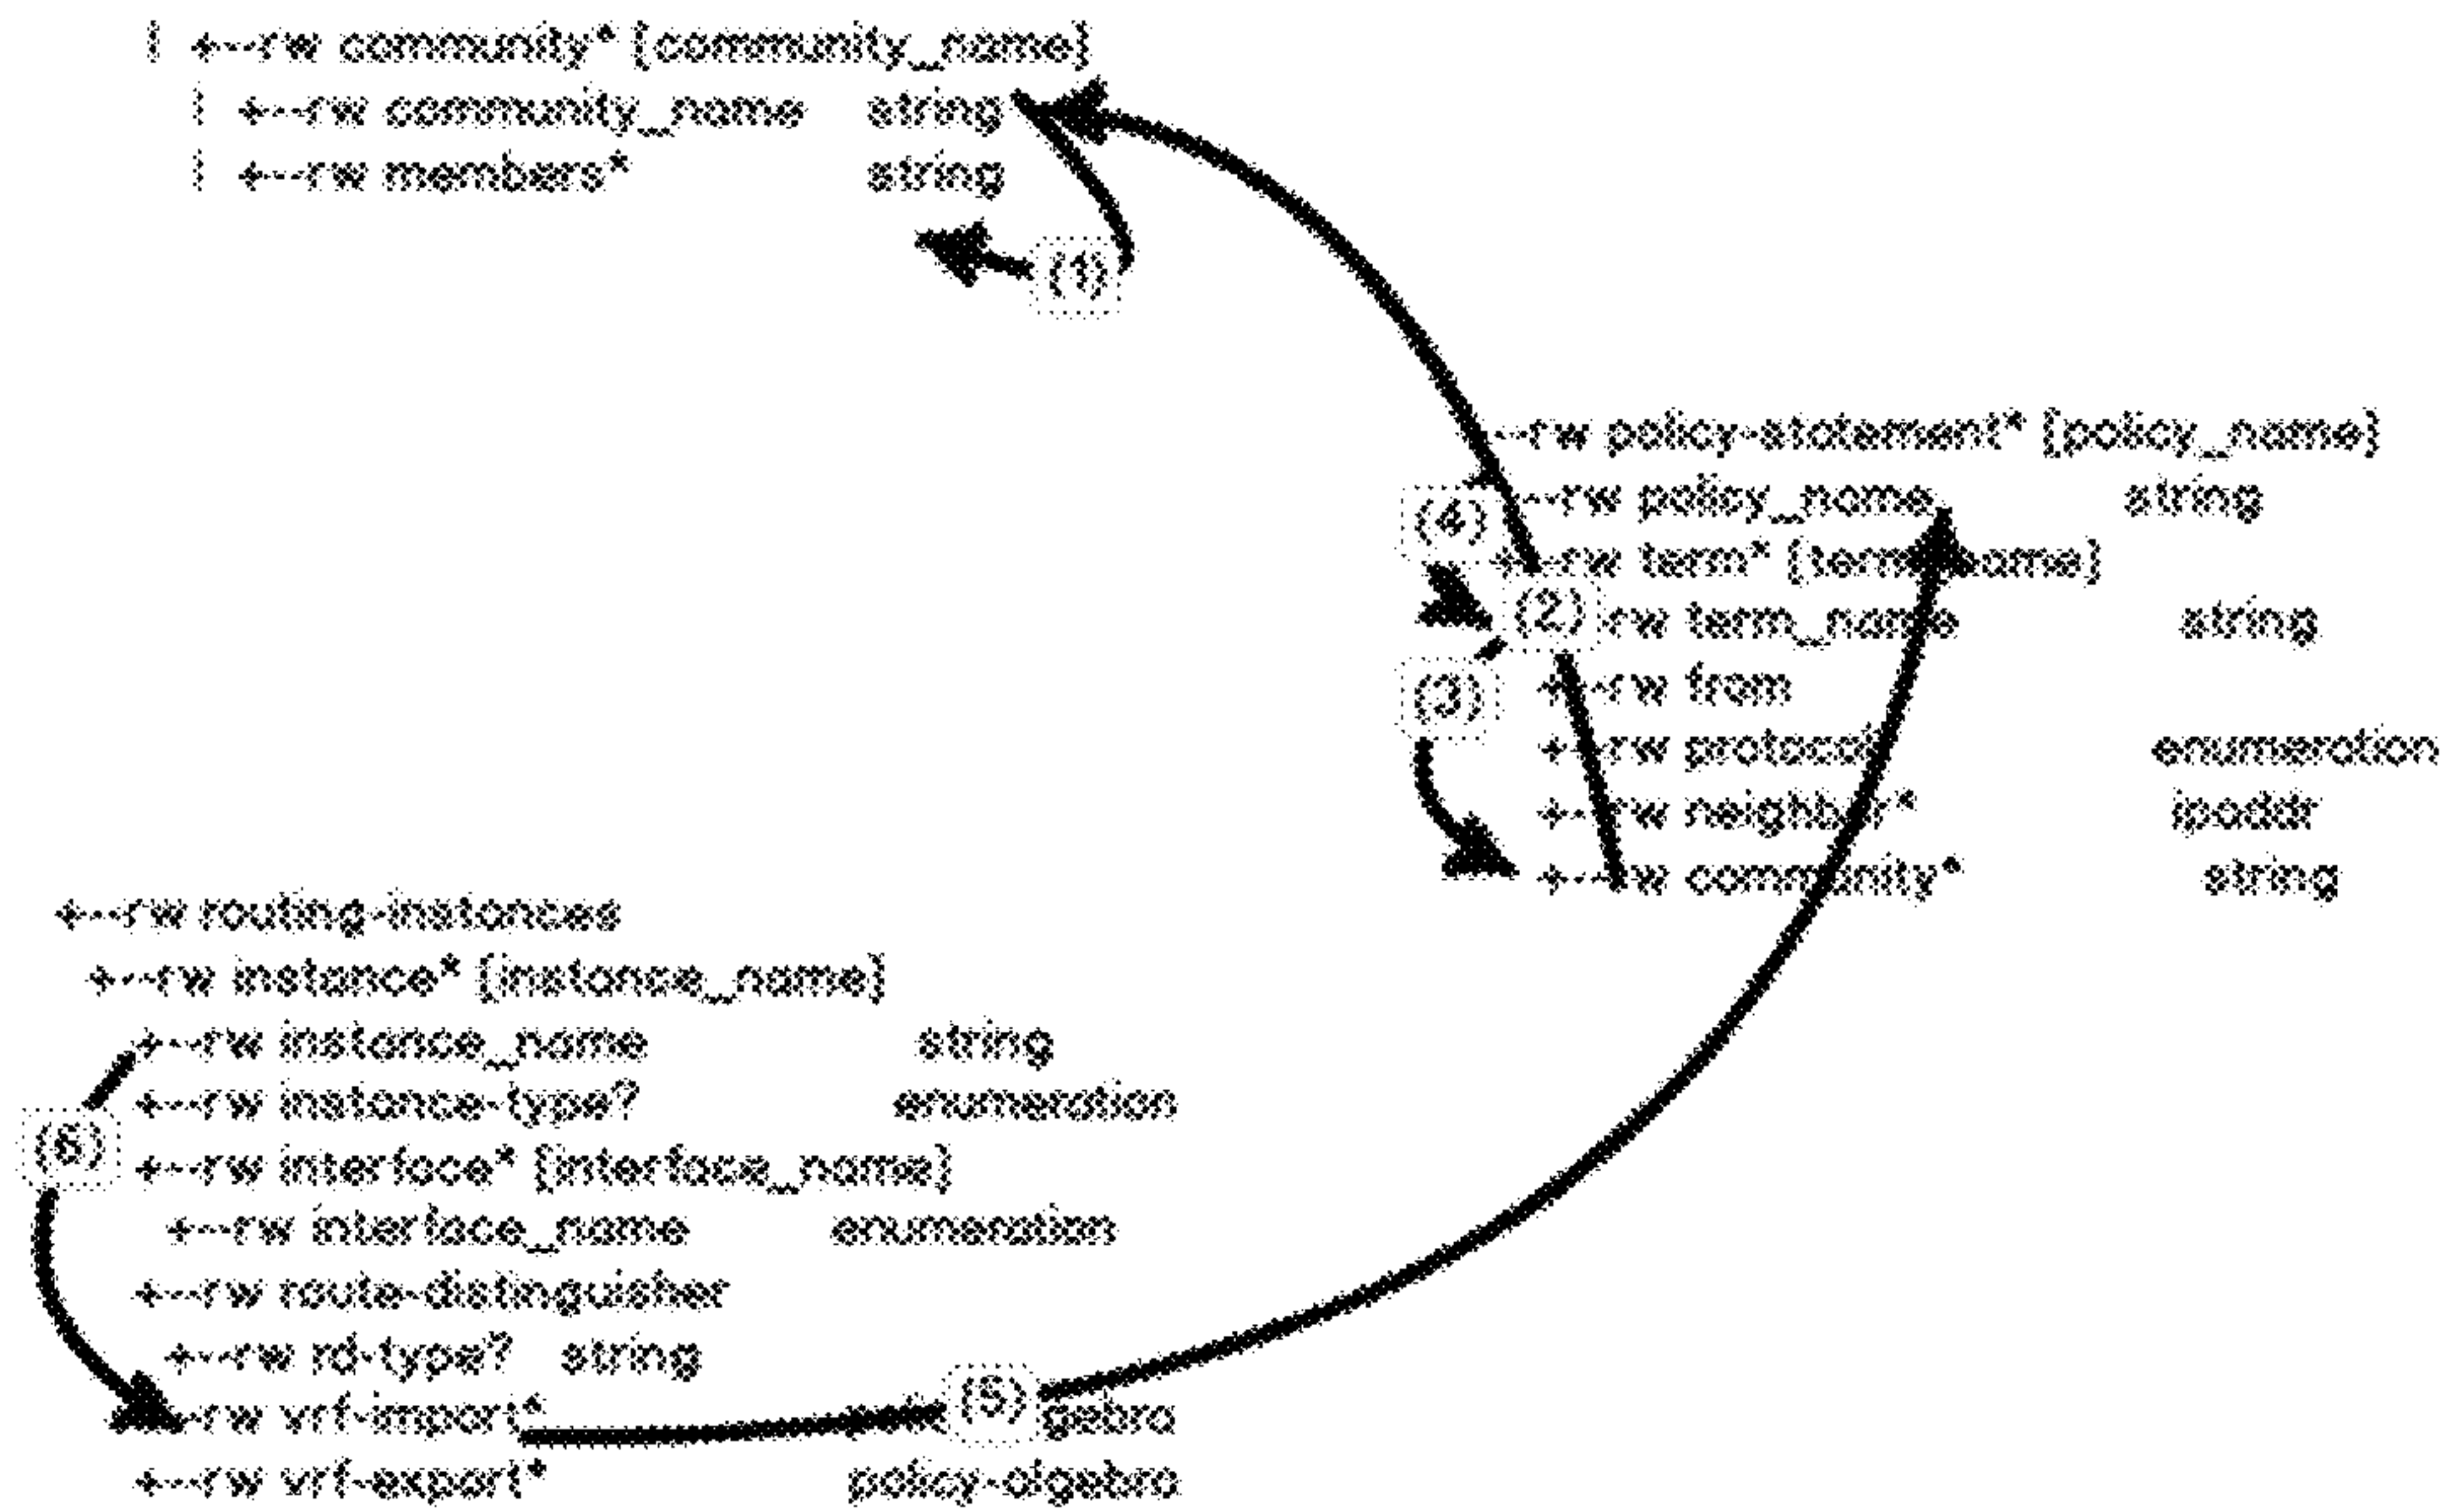 | +--rw community* [community_name]
| +--rw community_name string
| +--rw members* string
(1)
--rw policy-statement* [policy_name]
--rw policy_name string
(4)
+--rw term* [term name]
(2) rw term_name string
(3)
+--rw from
+--rw protocol enumeration
+--rw neighbor* ipaddr
+--rw community* string
+--rw routing-instances
+--rw instance* [instance_name]
+--rw instance_name string
+--rw instance-type? enumeration
(6)
+--rw interface* [interface_name]
+--rw interface_name enumeration
+--rw route-distinguisher
+--rw rd-type? string
-rw vrf-import* (5) gebra
+--rw vrf-export* policy-algebra